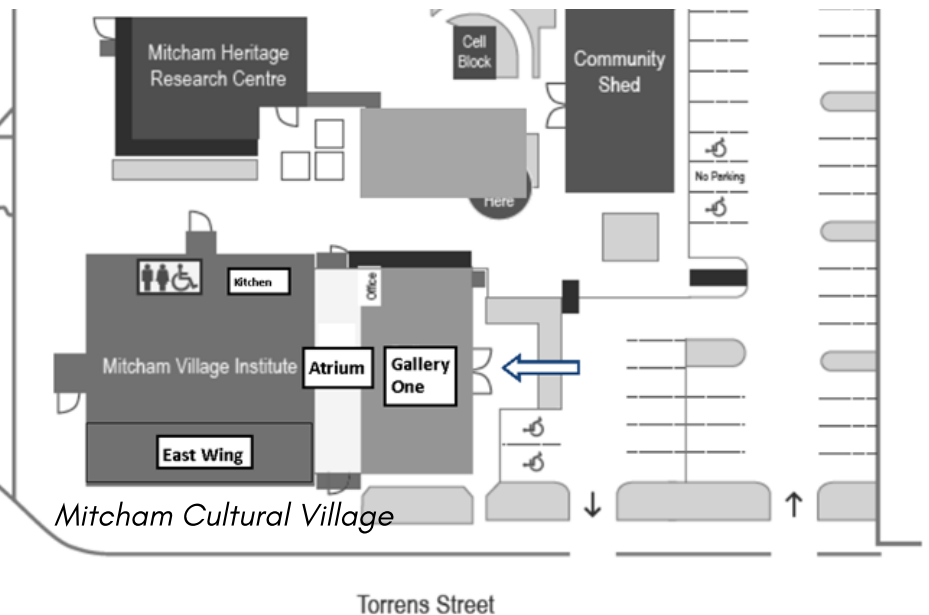 Mitcham Heritage
Research Centre
Cell
Block
Community
Shed
No Parking
Here
Kitchen
Office
Mitcham Village Institute
Atrium
Gallery
One
East Wing
Mitcham Cultural Village
Torrens Street